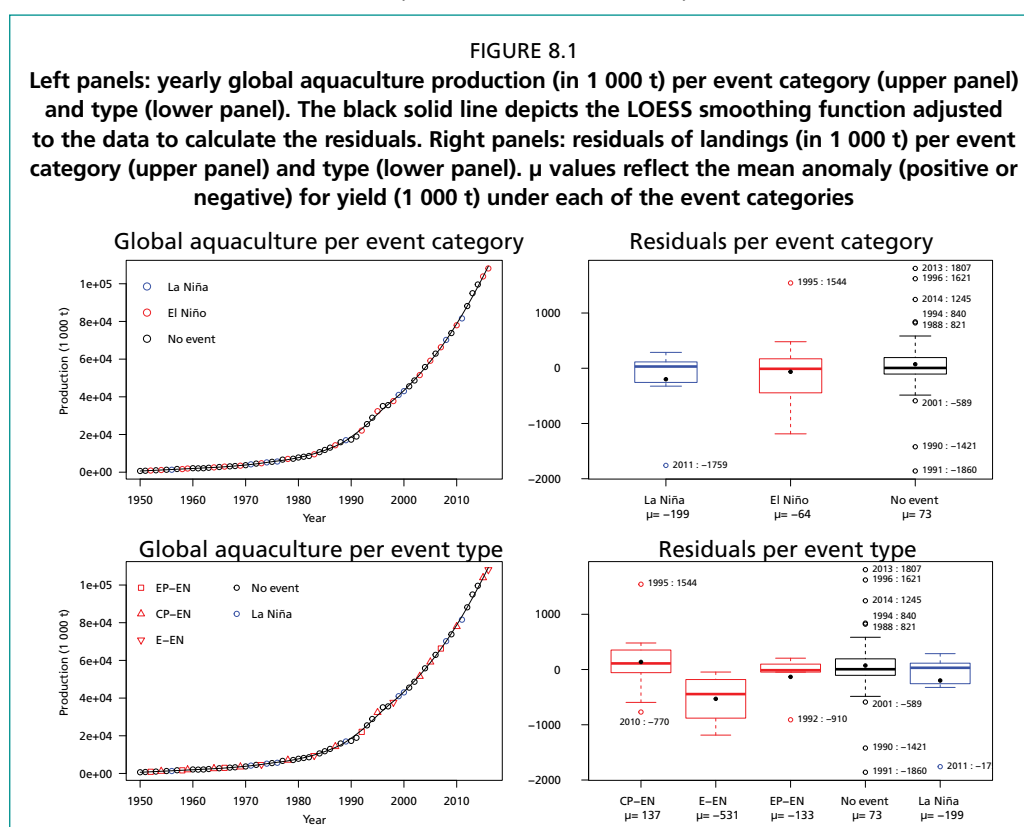 FIGURE 8.1
Left panels: yearly global aquaculture production (in 1 000 t) per event category (upper panel)
and type (lower panel). The black solid line depicts the LOESS smoothing function adjusted
to the data to calculate the residuals. Right panels: residuals of landings (in 1 000 t) per event
category (upper panel) and type (lower panel). µ values reflect the mean anomaly (positive or
negative) for yield (1 000 t) under each of the event categories
Global aquaculture per event category
Production (1 000 t)
1e+05
8e+04
6e+04
4e+04
2e+04
0e+00
La Niña
El Niño
No event
1950 1960 1970 1980 1990 2000 2010
Year
Residuals per event category
1000
0
−1000
−2000
2011 : −1759
1995 : 1544
2013 : 1807
1996 : 1621
2014 : 1245
1994 : 840
1988 : 821
2001 : −589
1990 : −1421
1991 : −1860
La Niña El Niño No event
µ= −199 µ= −64 µ= 73
Global aquaculture per event type
Production (1 000 t)
1e+05
8e+04
6e+04
4e+04
2e+04
0e+00
EP−EN No event
CP−EN La Niña
E−EN
1950 1960 1970 1980 1990 2000 2010
Year
Residuals per event type
1000
0
−1000
−2000
1995 : 1544
2010 : −770
1992 : −910
2013 : 1807
1996 : 1621
2014 : 1245
1994 : 840
1988 : 821
2001 : −589
1990 : −1421
1991 : −1860
2011 : −17
CP−EN E−EN EP−EN No event La Niña
µ= 137 µ= −531 µ= −133 µ= 73 µ= −199